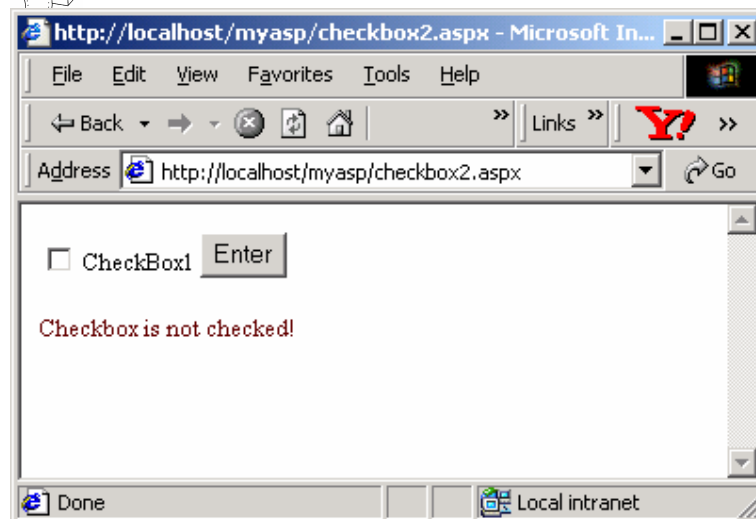 http://localhost/myasp/checkbox2.aspx - Microsoft In...
File Edit View Favorites Tools Help
Back » Links » Y! »
Address http://localhost/myasp/checkbox2.aspx Go
CheckBox1 Enter
Checkbox is not checked!
Done Local intranet